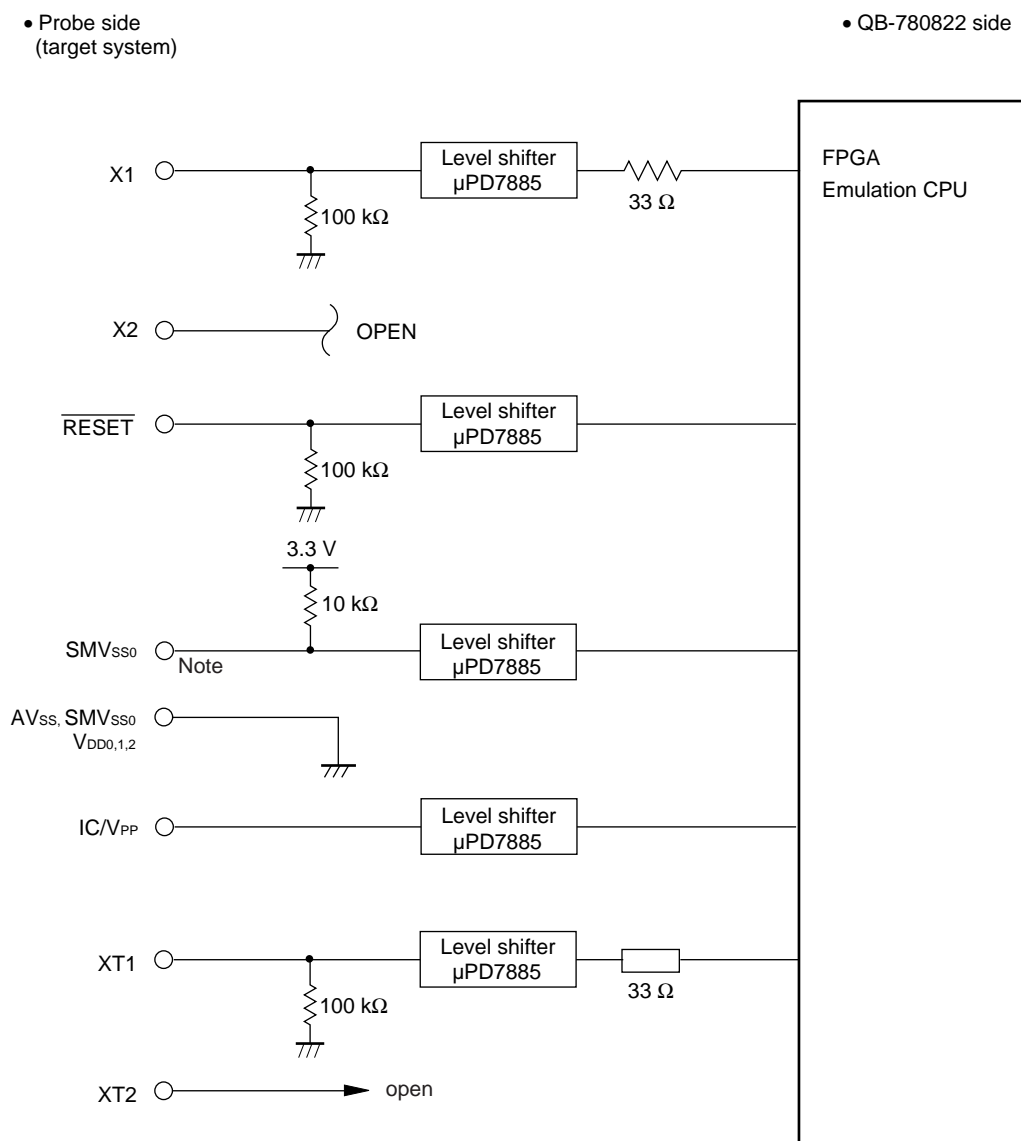 • Probe side
(target system)
• QB-780822 side
FPGA
Emulation CPU
X1
Level shifter
µPD7885
33 Ω
100 kΩ
X2
OPEN
RESET
Level shifter
µPD7885
100 kΩ
3.3 V
10 kΩ
SMVSS0
Note
Level shifter
µPD7885
AVSS, SMVSS0
VDD0,1,2
IC/VPP
Level shifter
µPD7885
XT1
Level shifter
µPD7885
33 Ω
100 kΩ
XT2
open